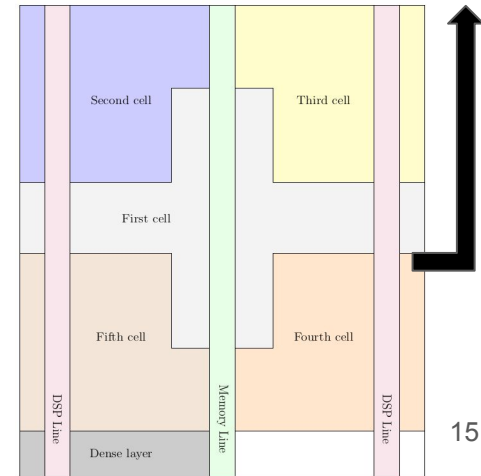 Second cell
Third cell
First cell
Fifth cell
Fourth cell
DSP Line
Memory Line
DSP Line
Dense layer
15